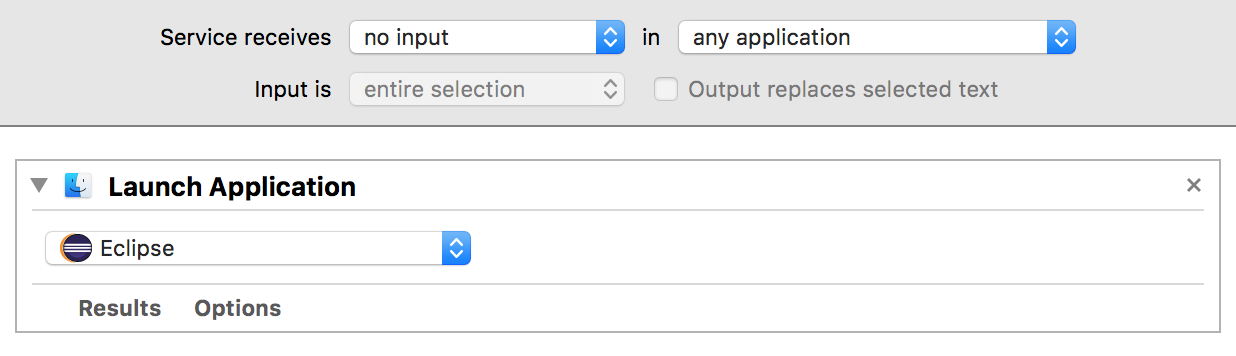 Service receives no input in any application
Input is entire selection Output replaces selected text
Launch Application
Eclipse
Results Options